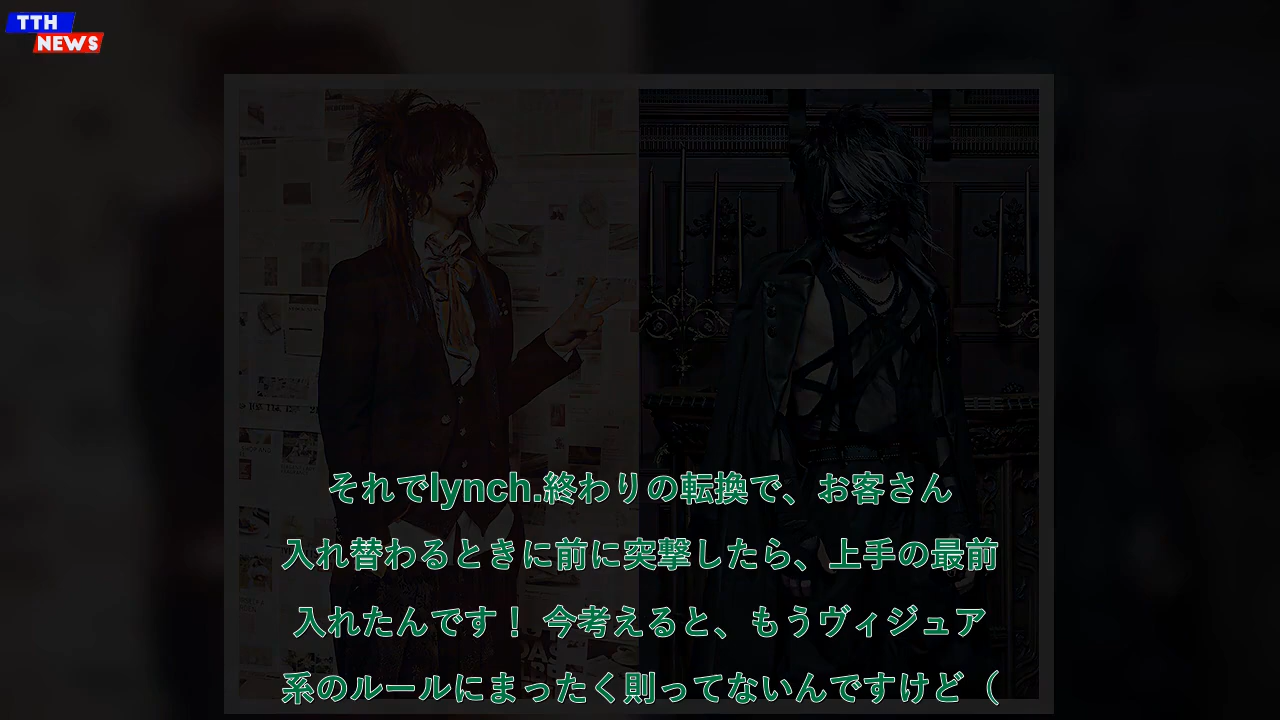 TTH
NEWS
それでlynch.終わりの転換で、お客さん
入れ替わるときに前に突撃したら、上手の最前
入れたんです！ 今考えると、もうヴィジュア
系のルールにまったく則ってないんですけど（